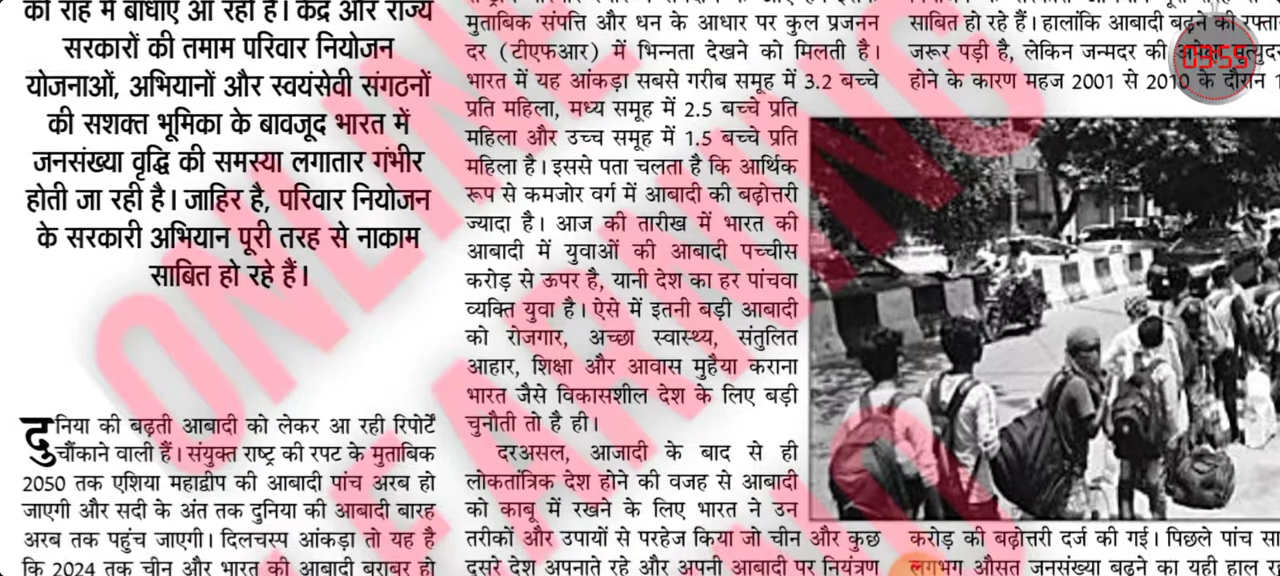 की राह में बाधाएं आ रही हैं। केंद्र और राज्य
सरकारों की तमाम परिवार नियोजन
योजनाओं, अभियानों और स्वयंसेवी संगठनों
की सशक्त भूमिका के बावजूद भारत में
जनसंख्या वृद्धि की समस्या लगातार गंभीर
होती जा रही है। जाहिर है, परिवार नियोजन
के सरकारी अभियान पूरी तरह से नाकाम
साबित हो रहे हैं।
दुनिया की बढ़ती आबादी को लेकर आ रही रिपोर्टें
चौंकाने वाली हैं। संयुक्त राष्ट्र की रपट के मुताबिक
2050 तक एशिया महाद्वीप की आबादी पांच अरब हो
जाएगी और सदी के अंत तक दुनिया की आबादी बारह
अरब तक पहुंच जाएगी। दिलचस्प आंकड़ा तो यह है
कि 2024 तक चीन और भारत की आबादी बराबर हो
मुताबिक संपत्ति और धन के आधार पर कुल प्रजनन
दर (टीएफआर) में भिन्नता देखने को मिलती है।
भारत में यह आंकड़ा सबसे गरीब समूह में 3.2 बच्चे
प्रति महिला, मध्य समूह में 2.5 बच्चे प्रति
महिला और उच्च समूह में 1.5 बच्चे प्रति
महिला है। इससे पता चलता है कि आर्थिक
रूप से कमजोर वर्ग में आबादी की बढ़ोत्तरी
ज्यादा है। आज की तारीख में भारत की
आबादी में युवाओं की आबादी पच्चीस
करोड़ से ऊपर है, यानी देश का हर पांचवा
व्यक्ति युवा है। ऐसे में इतनी बड़ी आबादी
को रोजगार, अच्छा स्वास्थ्य, संतुलित
आहार, शिक्षा और आवास मुहैया कराना
भारत जैसे विकासशील देश के लिए बड़ी
चुनौती तो है ही।
दरअसल, आजादी के बाद से ही
लोकतांत्रिक देश होने की वजह से आबादी
को काबू में रखने के लिए भारत ने उन
तरीकों और उपायों से परहेज किया जो चीन और कुछ
दूसरे देश अपनाते रहे और अपनी आबादी पर नियंत्रण
साबित हो रहे हैं। हालांकि आबादी बढ़ने की
जरूर पड़ी है, लेकिन जन्मदर की
होने के कारण महज 2001 से 2010 के दौरान
करोड़ की बढ़ोत्तरी दर्ज की गई। पिछले पांच
लगभग औसत जनसंख्या बढ़ने का यही हाल
03:55
ONLINE
LEARNING